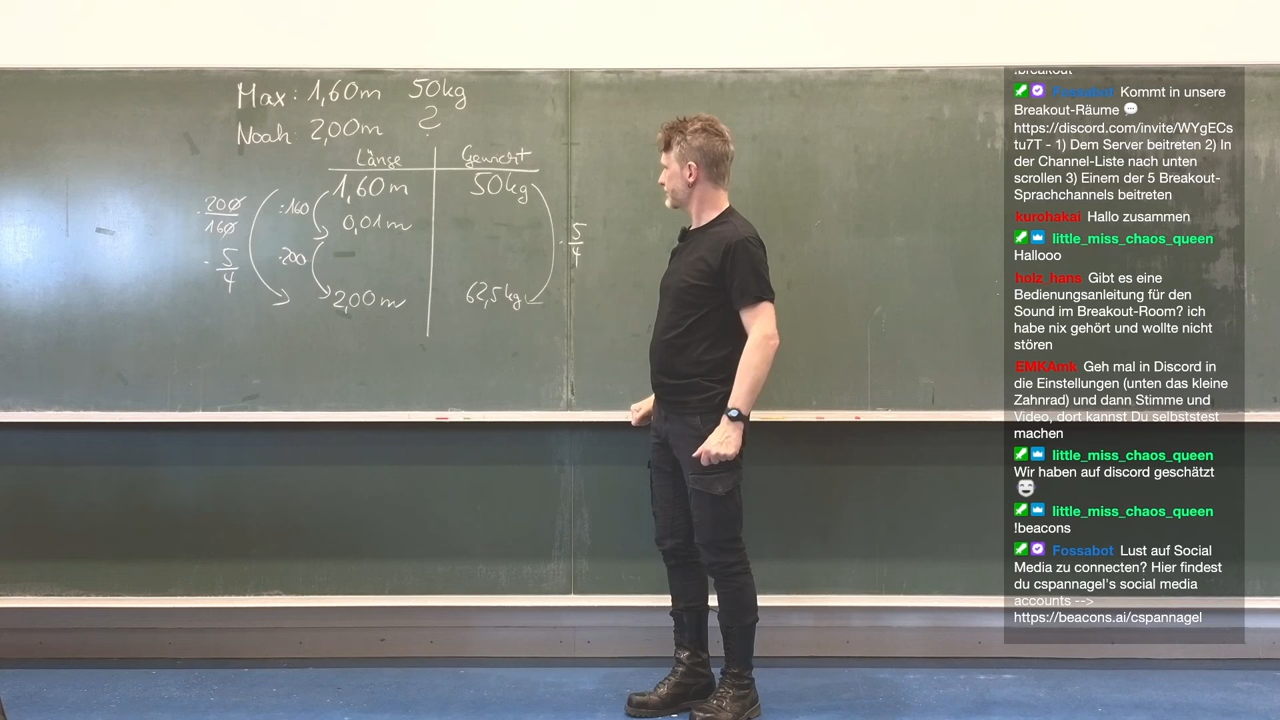 Max: 1,60m 50kg
Noah: 2,00m ?
Länge Gewicht
1,60m 50kg
:160
0,01m
· 200/160
· 5/4
·200
· 5/4
2,00m 62,5kg
!breakout
Fossabot Kommt in unsere
Breakout-Räume 💬
https://discord.com/invite/WYgECs
tu7T - 1) Dem Server beitreten 2) In
der Channel-Liste nach unten
scrollen 3) Einem der 5 Breakout-
Sprachchannels beitreten
kurohakai Hallo zusammen
little_miss_chaos_queen
Hallooo
holz_hans Gibt es eine
Bedienungsanleitung für den
Sound im Breakout-Room? ich
habe nix gehört und wollte nicht
stören
EMKAmk Geh mal in Discord in
die Einstellungen (unten das kleine
Zahnrad) und dann Stimme und
Video, dort kannst Du selbststest
machen
little_miss_chaos_queen
Wir haben auf discord geschätzt
😄
little_miss_chaos_queen
!beacons
Fossabot Lust auf Social
Media zu connecten? Hier findest
du cspannagel's social media
accounts -->
https://beacons.ai/cspannagel